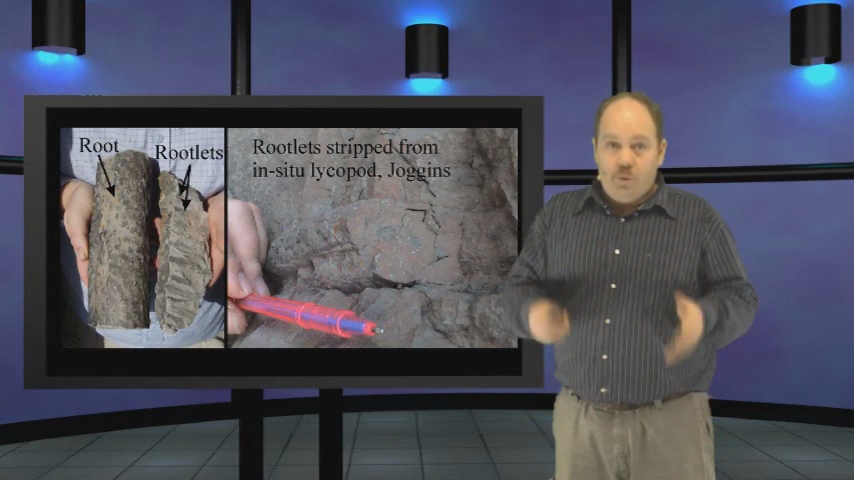 Root
Rootlets
Rootlets stripped from
in-situ lycopod, Joggins